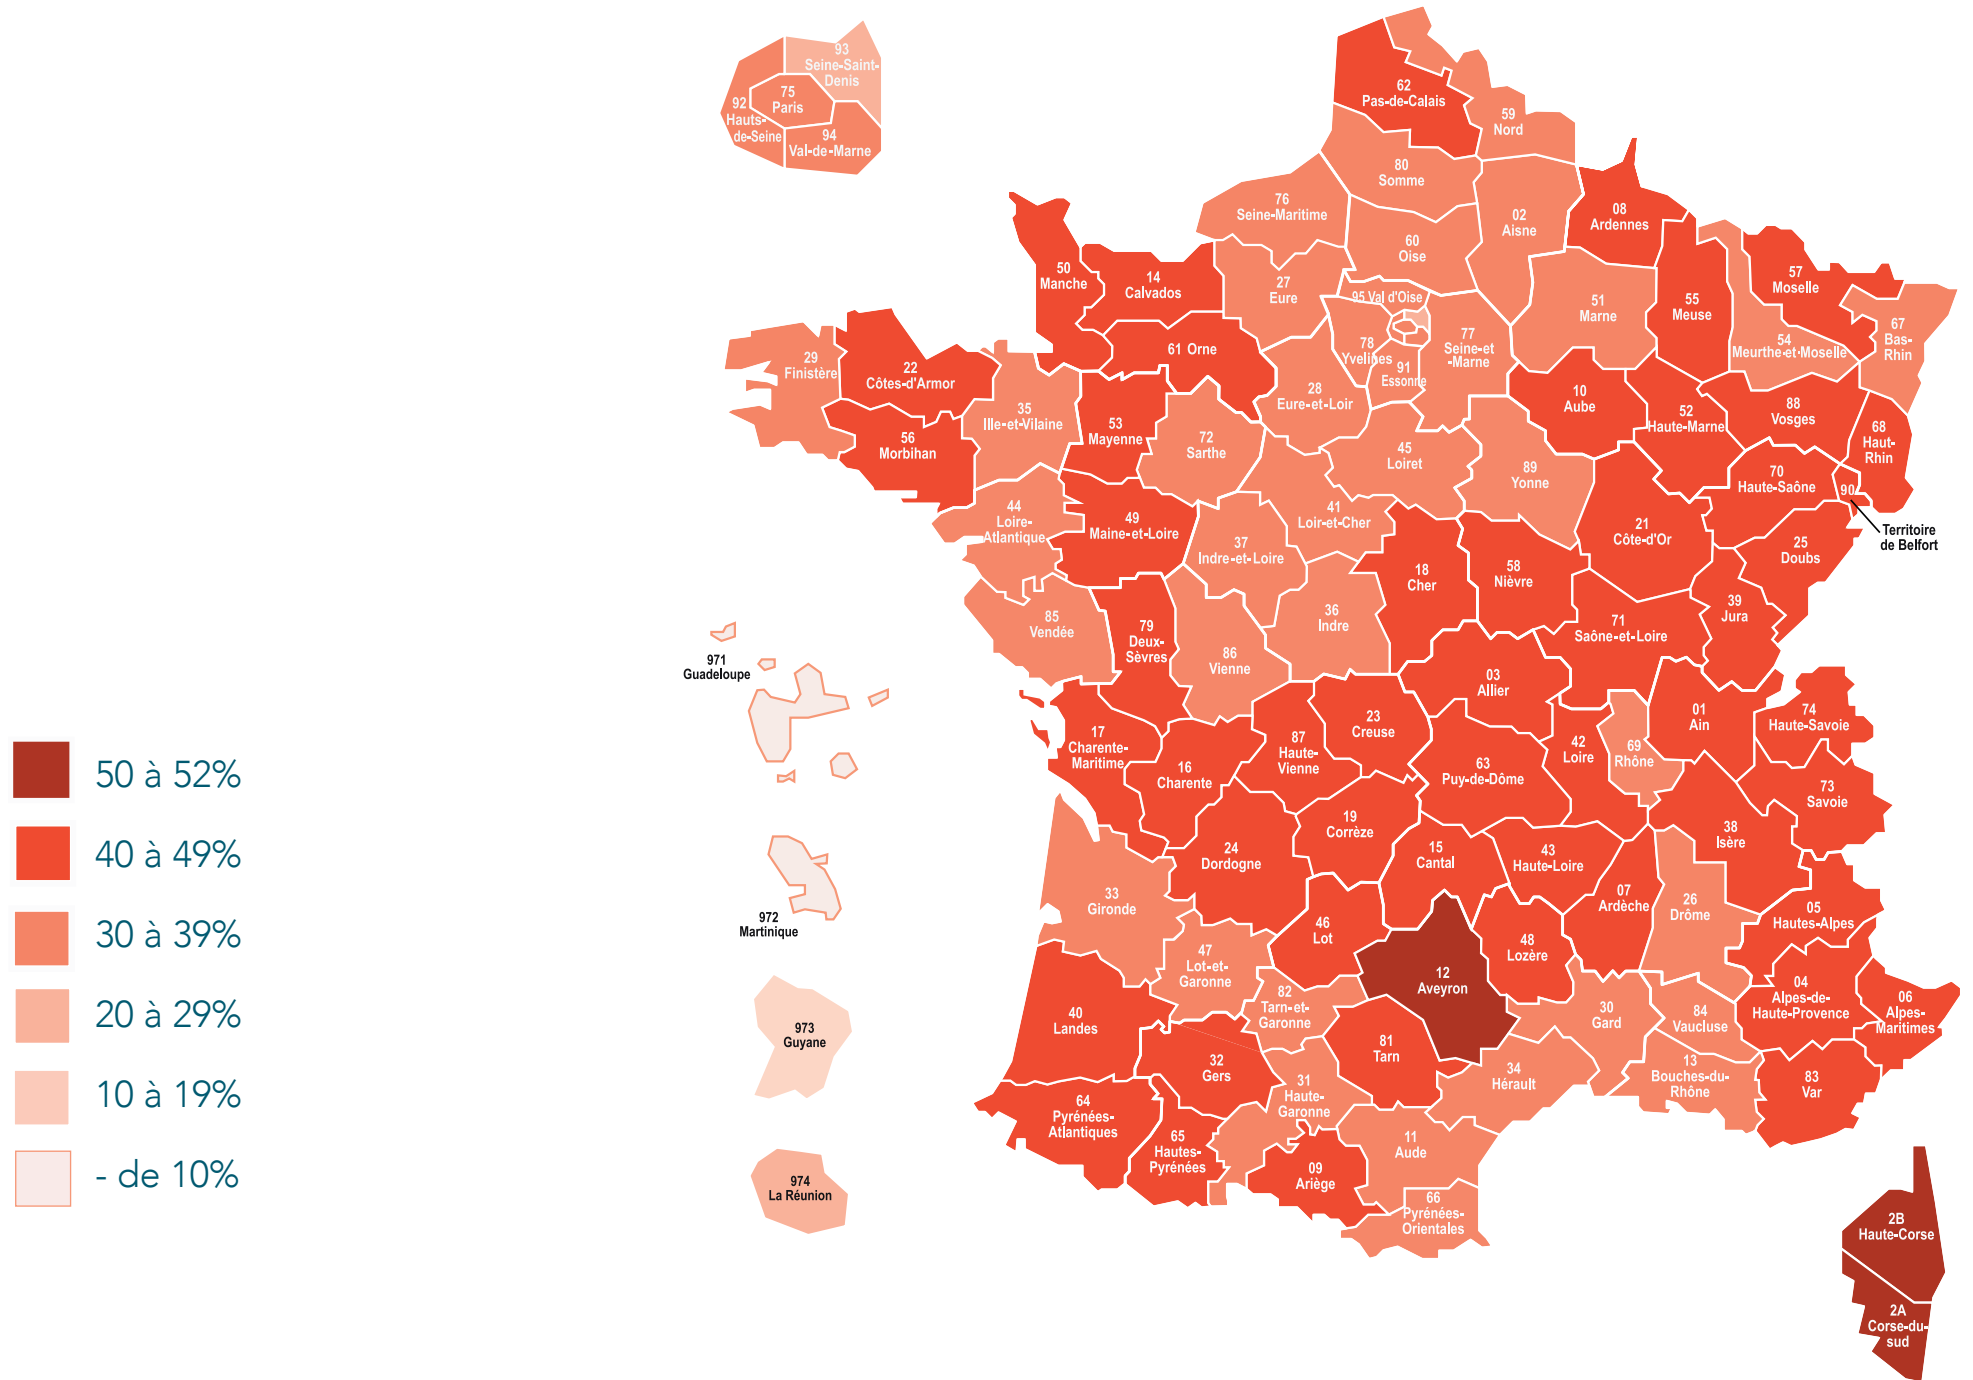 93
Seine-Saint-
Denis
75
Paris
92
Hauts-
de-Seine
94
Val-de-Marne
62
Pas-de-Calais
59
Nord
80
Somme
76
Seine-Maritime
02
Aisne
08
Ardennes
60
Oise
50
Manche
14
Calvados
27
Eure
95 Val d'Oise
51
Marne
55
Meuse
57
Moselle
67
Bas-
Rhin
54
Meurthe-et-Moselle
61 Orne
78
Yvelines
77
Seine-et
-Marne
91
Essonne
29
Finistère
22
Côtes-d'Armor
35
Ille-et-Vilaine
28
Eure-et-Loir
10
Aube
52
Haute-Marne
88
Vosges
68
Haut-
Rhin
56
Morbihan
53
Mayenne
72
Sarthe
45
Loiret
89
Yonne
70
Haute-Saône
90
Territoire
de Belfort
44
Loire-
Atlantique
49
Maine-et-Loire
41
Loir-et-Cher
37
Indre-et-Loire
21
Côte-d'Or
25
Doubs
18
Cher
58
Nièvre
39
Jura
85
Vendée
79
Deux-
Sèvres
86
Vienne
36
Indre
71
Saône-et-Loire
971
Guadeloupe
03
Allier
01
Ain
74
Haute-Savoie
17
Charente-
Maritime
16
Charente
87
Haute-
Vienne
23
Creuse
63
Puy-de-Dôme
42
Loire
69
Rhône
73
Savoie
50 à 52%
40 à 49%
30 à 39%
20 à 29%
10 à 19%
- de 10%
24
Dordogne
19
Corrèze
15
Cantal
43
Haute-Loire
38
Isère
972
Martinique
33
Gironde
46
Lot
07
Ardèche
26
Drôme
05
Hautes-Alpes
47
Lot-et-
Garonne
12
Aveyron
48
Lozère
973
Guyane
40
Landes
82
Tarn-et-
Garonne
30
Gard
84
Vaucluse
04
Alpes-de-
Haute-Provence
06
Alpes-
Maritimes
32
Gers
81
Tarn
34
Hérault
13
Bouches-du-
Rhône
83
Var
31
Haute-
Garonne
64
Pyrénées-
Atlantiques
65
Hautes-
Pyrénées
09
Ariège
11
Aude
974
La Réunion
66
Pyrénées-
Orientales
2B
Haute-Corse
2A
Corse-du-
sud